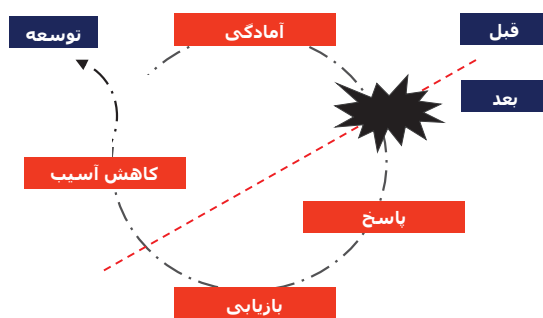 آمادگی
قبل
توسعه
بعد
کاهش آسیب
پاسخ
بازیابی